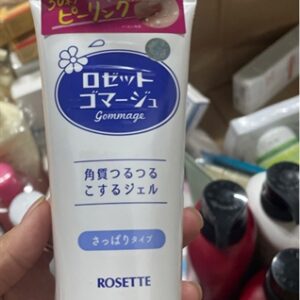 ピーリング
ロゼット
ゴマージュ
Gommage
角質つるつる
こするジェル
さっぱりタイプ
ROSETTE